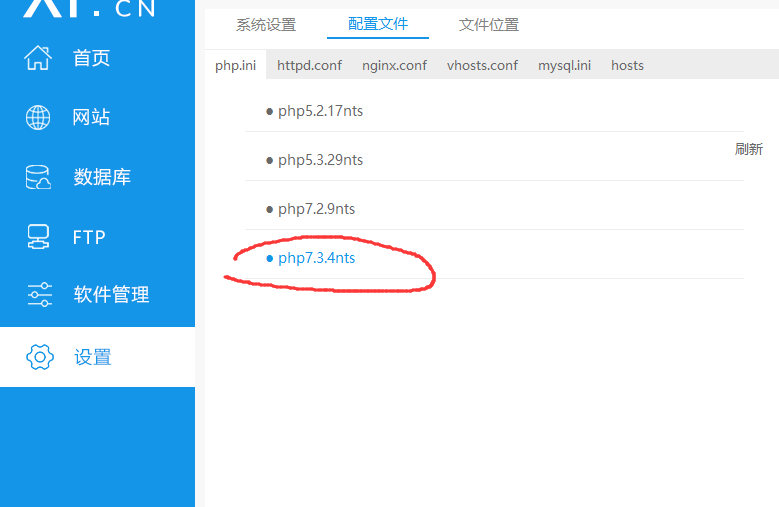 .CN
系统设置 配置文件 文件位置
php.ini httpd.conf nginx.conf vhosts.conf mysql.ini hosts
首页
网站
数据库
FTP
软件管理
设置
● php5.2.17nts
● php5.3.29nts
● php7.2.9nts
● php7.3.4nts
刷新